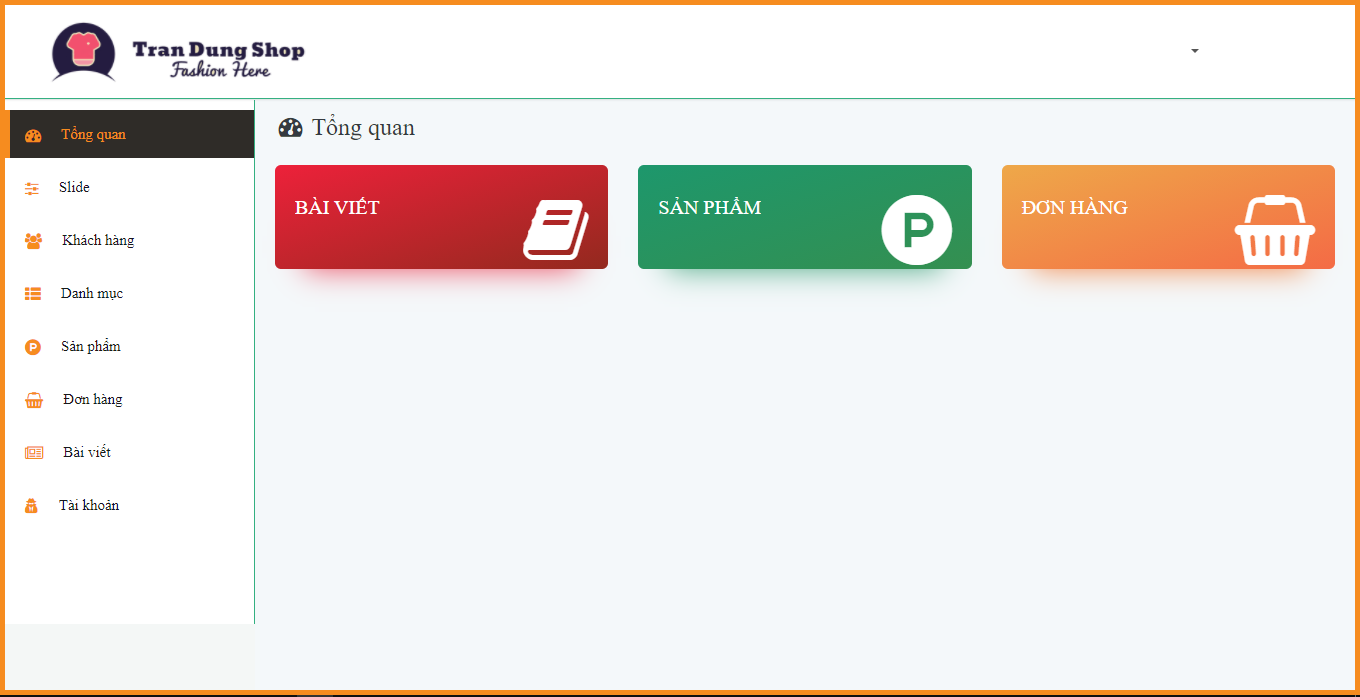 Tran Dung Shop
Fashion Here
Tổng quan
Slide
Khách hàng
Danh mục
P
Sản phẩm
Đơn hàng
Bài viết
Tài khoản
Tổng quan
BÀI VIẾT
SẢN PHẨM
P
ĐƠN HÀNG